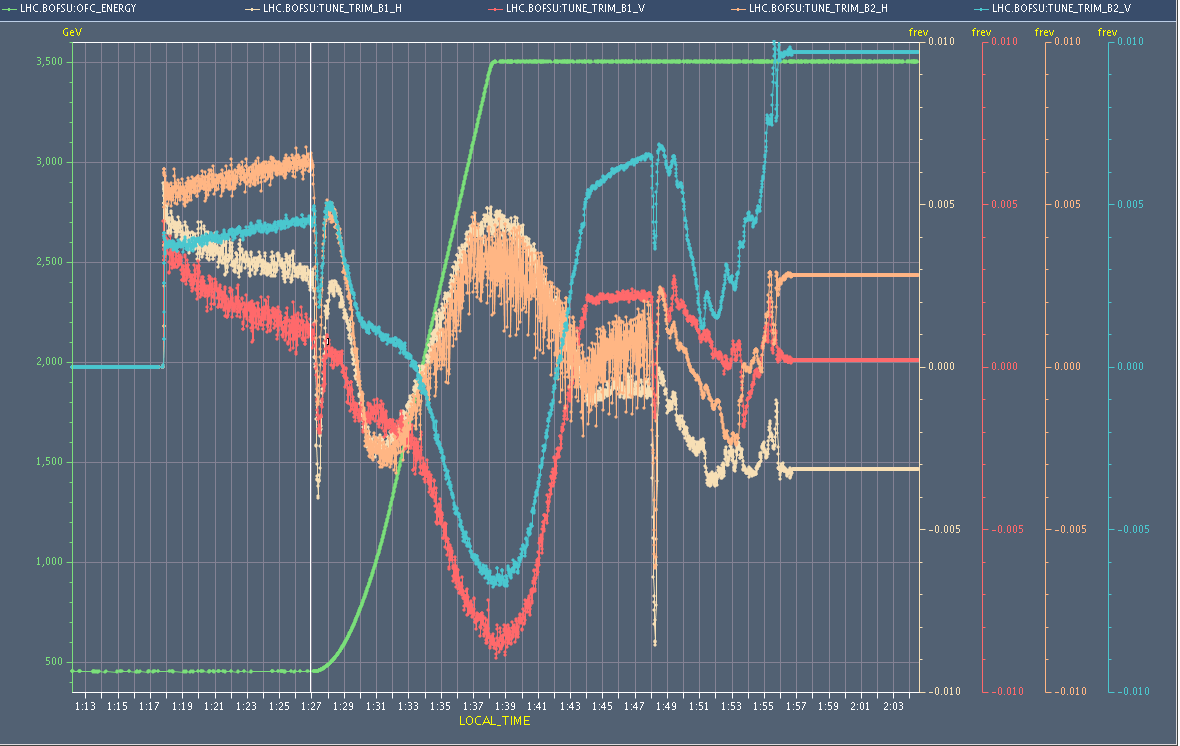 LHC.BOFSU:OFC_ENERGY LHC.BOFSU:TUNE_TRIM_B1_H LHC.BOFSU:TUNE_TRIM_B1_V LHC.BOFSU:TUNE_TRIM_B2_H LHC.BOFSU:TUNE_TRIM_B2_V
GeV frev frev frev frev
0.010 0.010 0.010 0.010
3,500
3,000
0.005 0.005 0.005 0.005
2,500
2,000 0.000 0.000 0.000 0.000
1,500
-0.005 -0.005 -0.005 -0.005
1,000
500
-0.010 -0.010 -0.010 -0.010
1:13 1:15 1:17 1:19 1:21 1:23 1:25 1:27 1:29 1:31 1:33 1:35 1:37 1:39 1:41 1:43 1:45 1:47 1:49 1:51 1:53 1:55 1:57 1:59 2:01 2:03
LOCAL_TIME